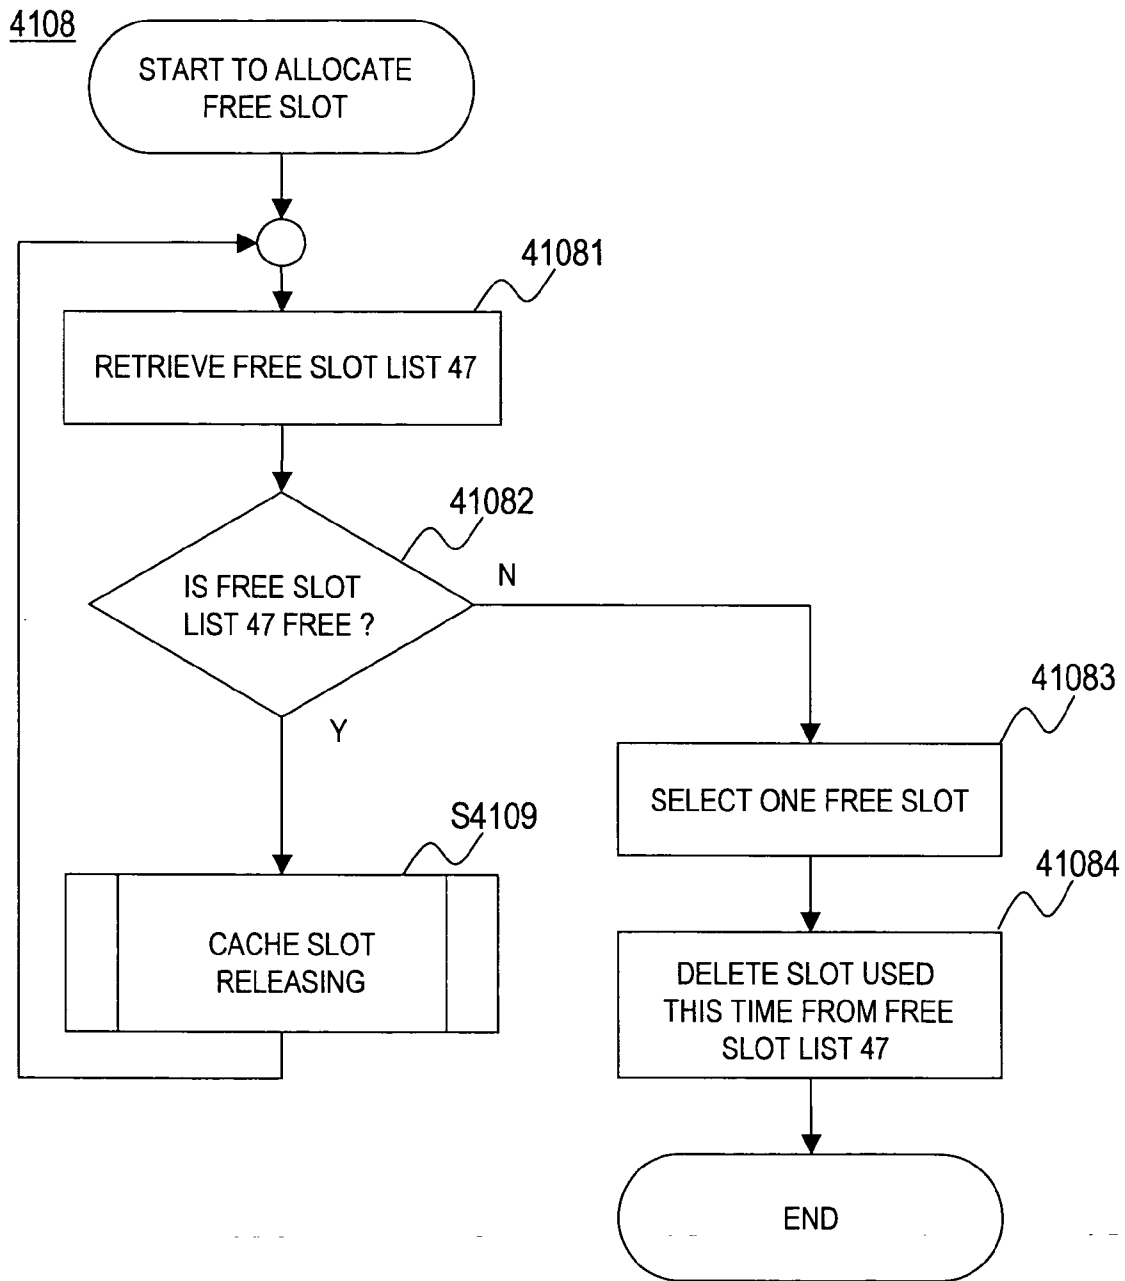 4108
START TO ALLOCATE
FREE SLOT
41081
RETRIEVE FREE SLOT LIST 47
41082
IS FREE SLOT
LIST 47 FREE ?
N
Y
41083
SELECT ONE FREE SLOT
S4109
CACHE SLOT
RELEASING
41084
DELETE SLOT USED
THIS TIME FROM FREE
SLOT LIST 47
END